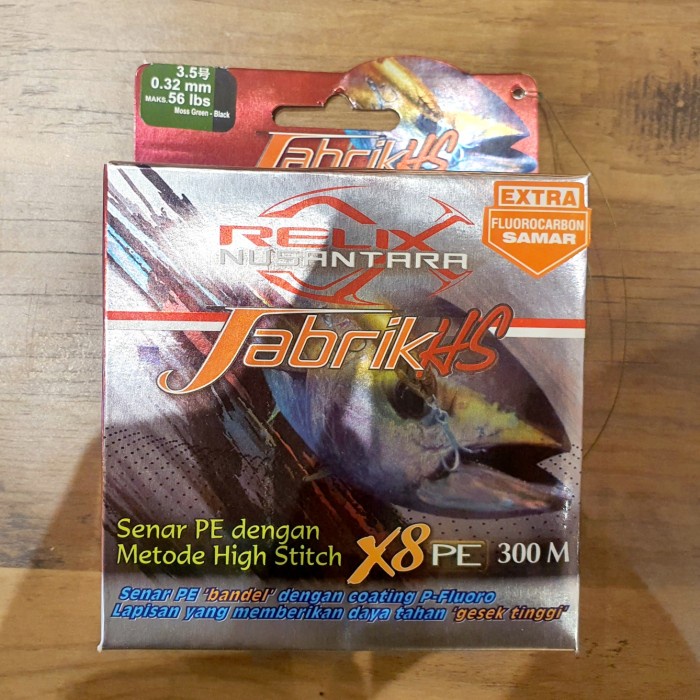 3.5号
0.32 mm
MAKS. 56 lbs
Moss Green - Black
JabrikHS
EXTRA
FLUOROCARBON
SAMAR
RELIX
NUSANTARA
JabrikHS
Senar PE dengan
Metode High Stitch
X8 PE 300 M
Senar PE 'bandel' dengan coating P-Fluoro
Lapisan yang memberikan daya tahan 'gesek tinggi'